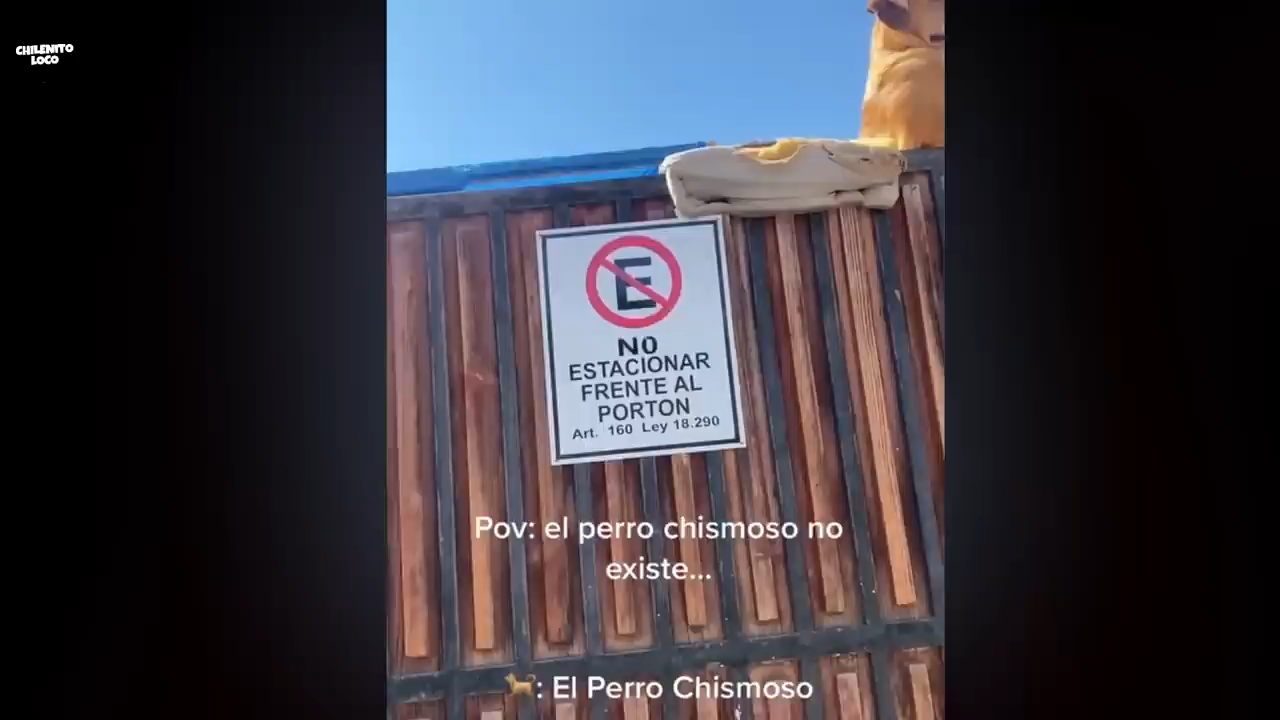 CHILENITO
LOCO
E
NO
ESTACIONAR
FRENTE AL
PORTON
Art. 160 Ley 18.290
Pov: el perro chismoso no
existe...
🐕: El Perro Chismoso